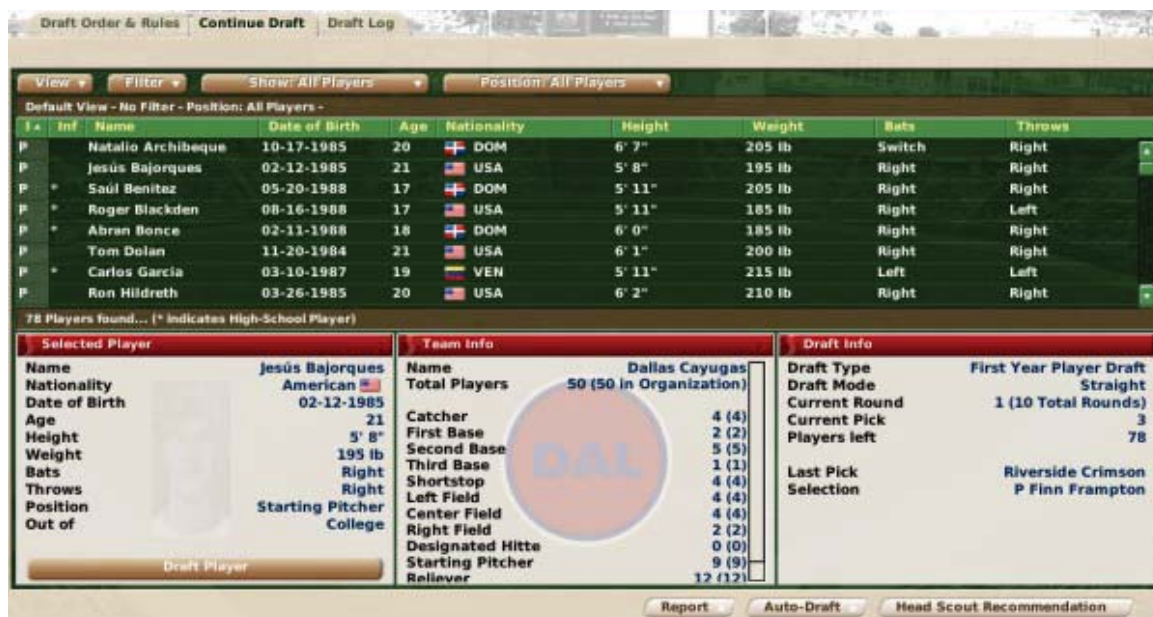 Draft Order & Rules Continue Draft Draft Log
View Filter Show: All Players Position: All Players
Default View - No Filter - Position: All Players -
Inf Name Date of Birth Age Nationality Height Weight Bats Throws
P Natalio Archibeque 10-17-1985 20 DOM 6' 7" 205 lb Switch Right
P Jesús Bajorques 02-12-1985 21 USA 5' 8" 195 lb Right Right
P * Saúl Benitez 05-20-1988 17 DOM 5' 11" 205 lb Right Right
P * Roger Blackden 08-16-1988 17 USA 5' 11" 185 lb Right Left
P * Abran Bonce 02-11-1988 18 DOM 6' 0" 185 lb Right Right
P Tom Dolan 11-20-1984 21 USA 6' 1" 200 lb Right Right
P * Carlos Garcia 03-10-1987 19 VEN 5' 11" 215 lb Left Left
P Ron Hildreth 03-26-1985 20 USA 6' 2" 210 lb Right Right
78 Players found... (* indicates High-School Player)
Selected Player Team Info Draft Info
Name Jesús Bajorques Name Dallas Cayugas Draft Type First Year Player Draft
Nationality American Total Players 50 (50 in Organization) Draft Mode Straight
Date of Birth 02-12-1985 Current Round 1 (10 Total Rounds)
Age 21 Catcher 4 (4) Current Pick 3
Height 5' 8" First Base 2 (2) Players left 78
Weight 195 lb Second Base 5 (5)
Bats Right Third Base 1 (1) Last Pick Riverside Crimson
Throws Right Shortstop 4 (4) Selection P Finn Frampton
Position Starting Pitcher Left Field 4 (4)
Out of College Center Field 4 (4)
Right Field 2 (2)
Designated Hitte 0 (0)
Draft Player Starting Pitcher 9 (9)
Reliever 12 (12)
DAL
Report Auto-Draft Head Scout Recommendation